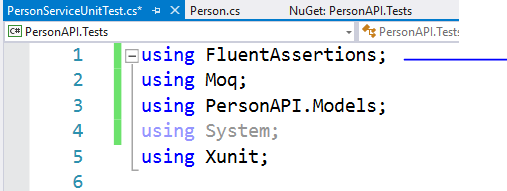 PersonServiceUnitTest.cs* Person.cs NuGet: PersonAPI.Tests
C# PersonAPI.Tests PersonAPI.Tests
1 using FluentAssertions;
2 using Moq;
3 using PersonAPI.Models;
4 using System;
5 using Xunit;
6